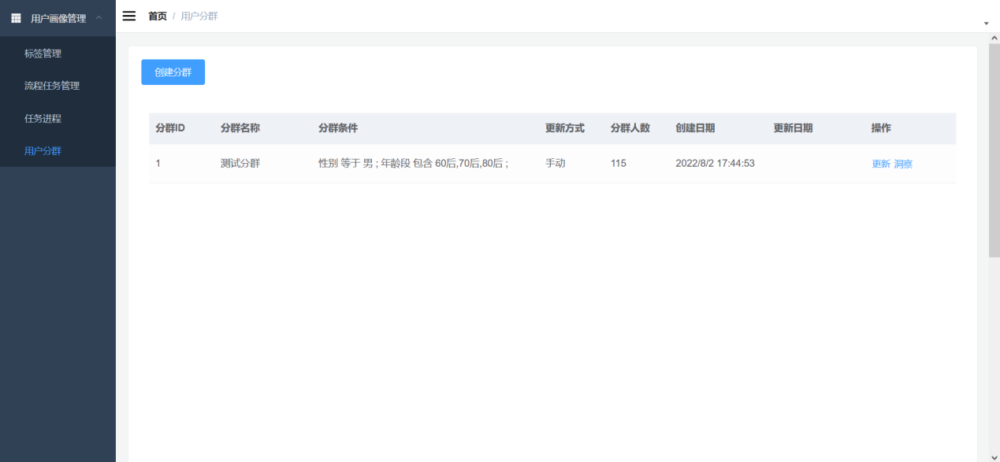 用户画像管理
首页 / 用户分群
标签管理
流程任务管理
任务进程
用户分群
创建分群
分群ID 分群名称 分群条件 更新方式 分群人数 创建日期 更新日期 操作
1 测试分群 性别 等于 男 ; 年龄段 包含 60后,70后,80后 ; 手动 115 2022/8/2 17:44:53 更新 洞察